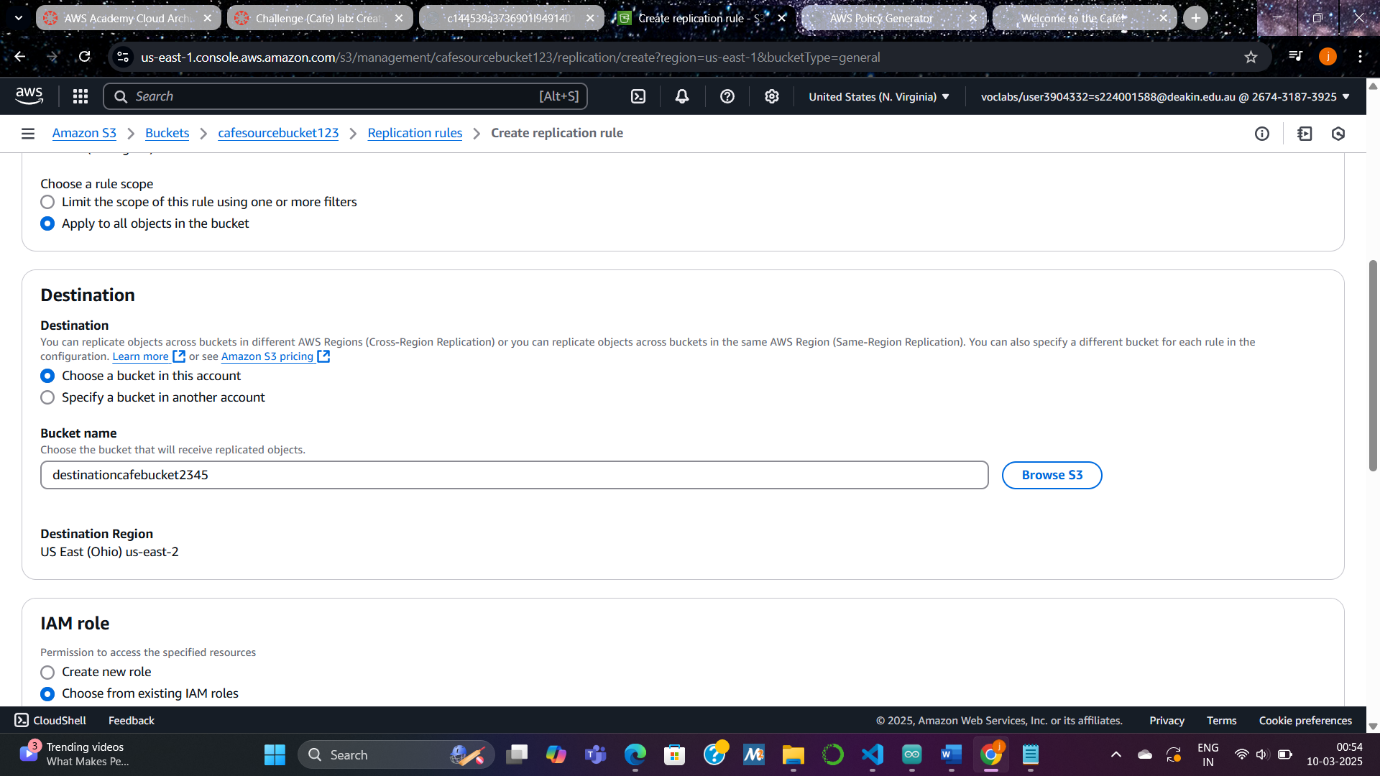 AWS Academy Cloud Arch
Challenge (Cafe) lab: Creat
c144539a3736901l949140
Create replication rule - S
AWS Policy Generator
Welcome to the Café!
us-east-1.console.aws.amazon.com/s3/management/cafesourcebucket123/replication/create?region=us-east-1&bucketType=general
j
aws
Search
[Alt+S]
United States (N. Virginia)
voclabs/user3904332=s224001588@deakin.edu.au @ 2674-3187-3925
Amazon S3
Buckets
cafesourcebucket123
Replication rules
Create replication rule
Choose a rule scope
Limit the scope of this rule using one or more filters
Apply to all objects in the bucket
Destination
Destination
You can replicate objects across buckets in different AWS Regions (Cross-Region Replication) or you can replicate objects across buckets in the same AWS Region (Same-Region Replication). You can also specify a different bucket for each rule in the
configuration. Learn more or see Amazon S3 pricing
Choose a bucket in this account
Specify a bucket in another account
Bucket name
Choose the bucket that will receive replicated objects.
destinationcafebucket2345
Browse S3
Destination Region
US East (Ohio) us-east-2
IAM role
Permission to access the specified resources
Create new role
Choose from existing IAM roles
CloudShell
Feedback
© 2025, Amazon Web Services, Inc. or its affiliates.
Privacy
Terms
Cookie preferences
3
Trending videos
What Makes Pe...
Search
ENG
IN
00:54
10-03-2025